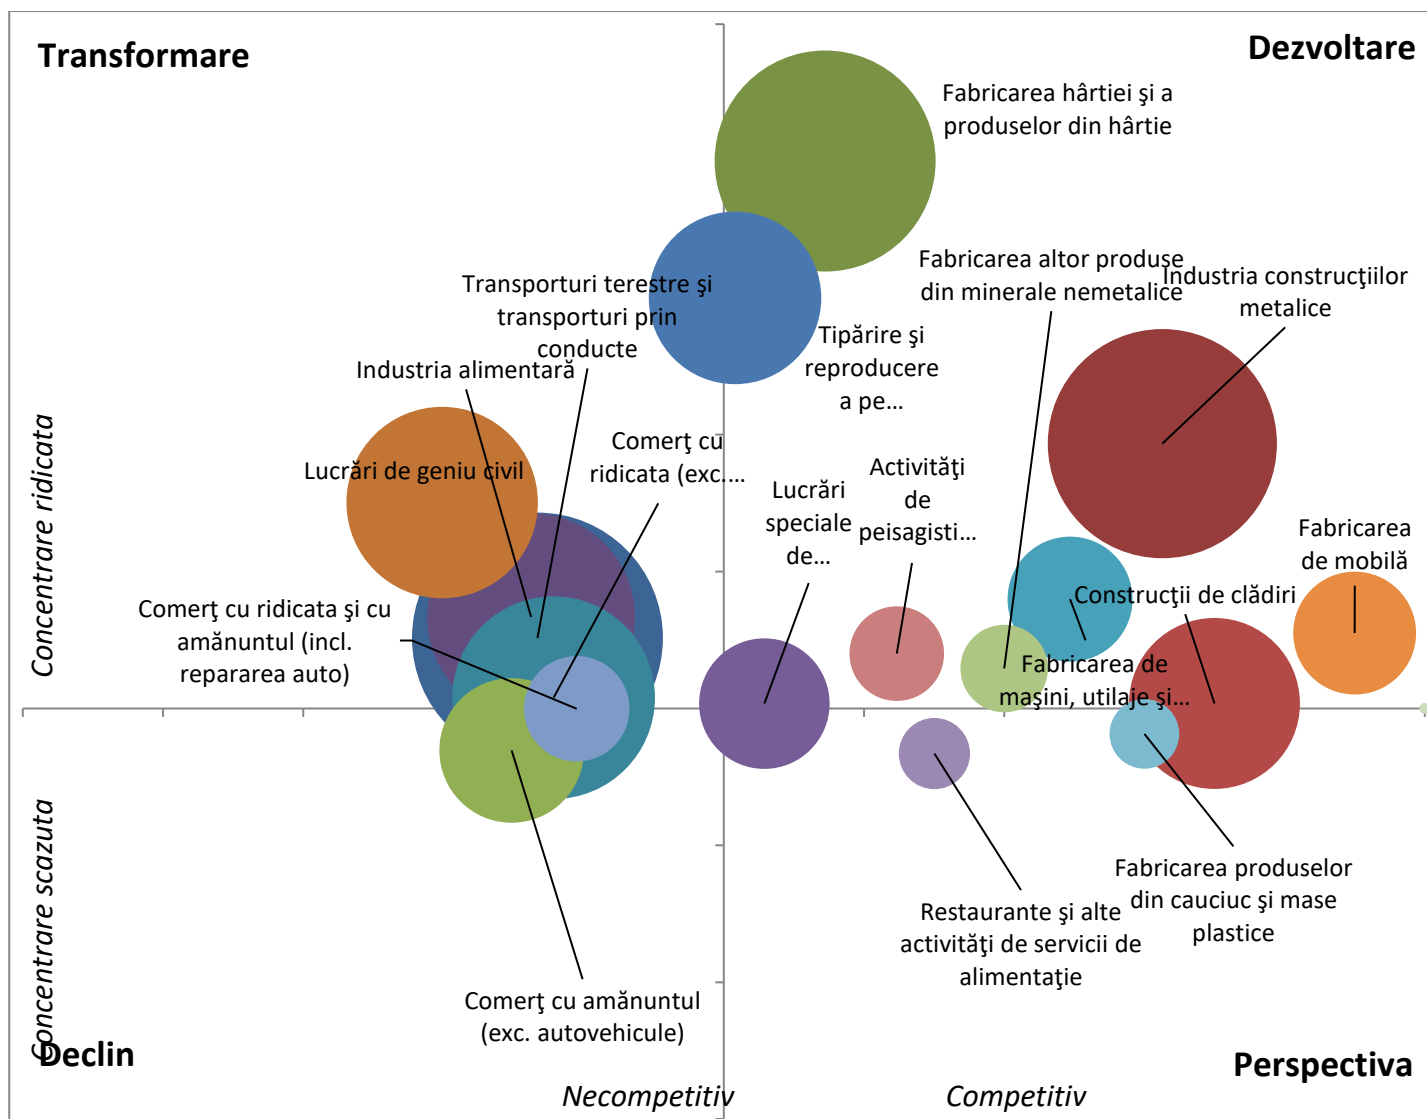 Transformare
Dezvoltare
Fabricarea hârtiei şi a
produselor din hârtie
Fabricarea altor produse
din minerale nemetalice
Industria construcţiilor
metalice
Transporturi terestre şi
transporturi prin
conducte
Tipărire şi
reproducere
a pe...
Industria alimentară
Comerţ cu
ridicata (exc....
Lucrări de geniu civil
Activităţi
de
peisagisti...
Lucrări
speciale
de...
Fabricarea
de mobilă
Concentrare ridicata
Comerţ cu ridicata şi cu
amănuntul (incl.
repararea auto)
Construcţii de clădiri
Fabricarea de
maşini, utilaje şi...
Concentrare scazuta
Fabricarea produselor
din cauciuc şi mase
plastice
Restaurante şi alte
activităţi de servicii de
alimentaţie
Comerţ cu amănuntul
(exc. autovehicule)
Declin
Perspectiva
Necompetitiv
Competitiv